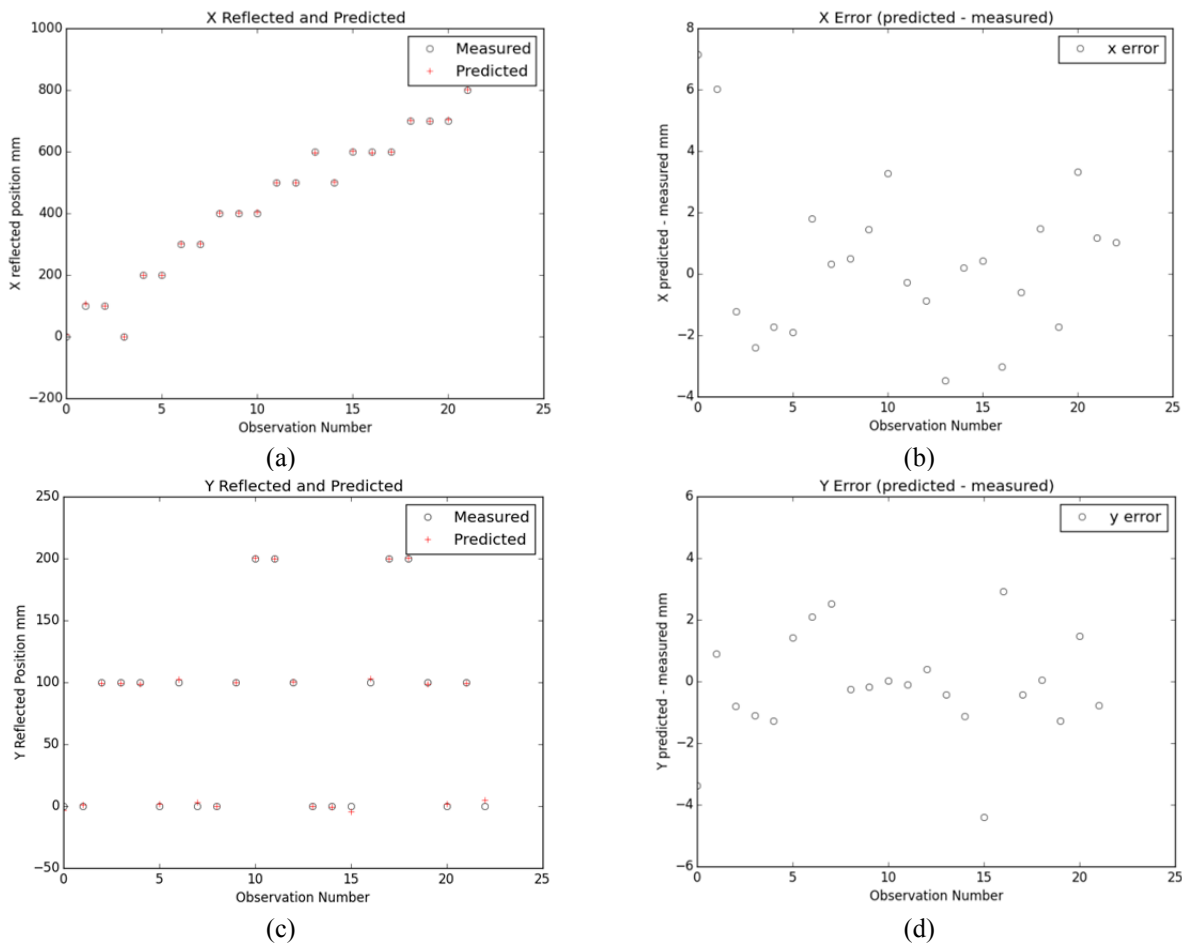 X Reflected and Predicted
1000
800
600
400
200
0
−200
X reflected position mm
Measured
Predicted
0 5 10 15 20 25
Observation Number
(a)
X Error (predicted - measured)
8
6
4
2
0
−2
−4
X predicted - measured mm
x error
0 5 10 15 20 25
Observation Number
(b)
Y Reflected and Predicted
250
200
150
100
50
0
−50
Y Reflected Position mm
Measured
Predicted
0 5 10 15 20 25
Observation Number
(c)
Y Error (predicted - measured)
6
4
2
0
−2
−4
−6
Y predicted - measured mm
y error
0 5 10 15 20 25
Observation Number
(d)